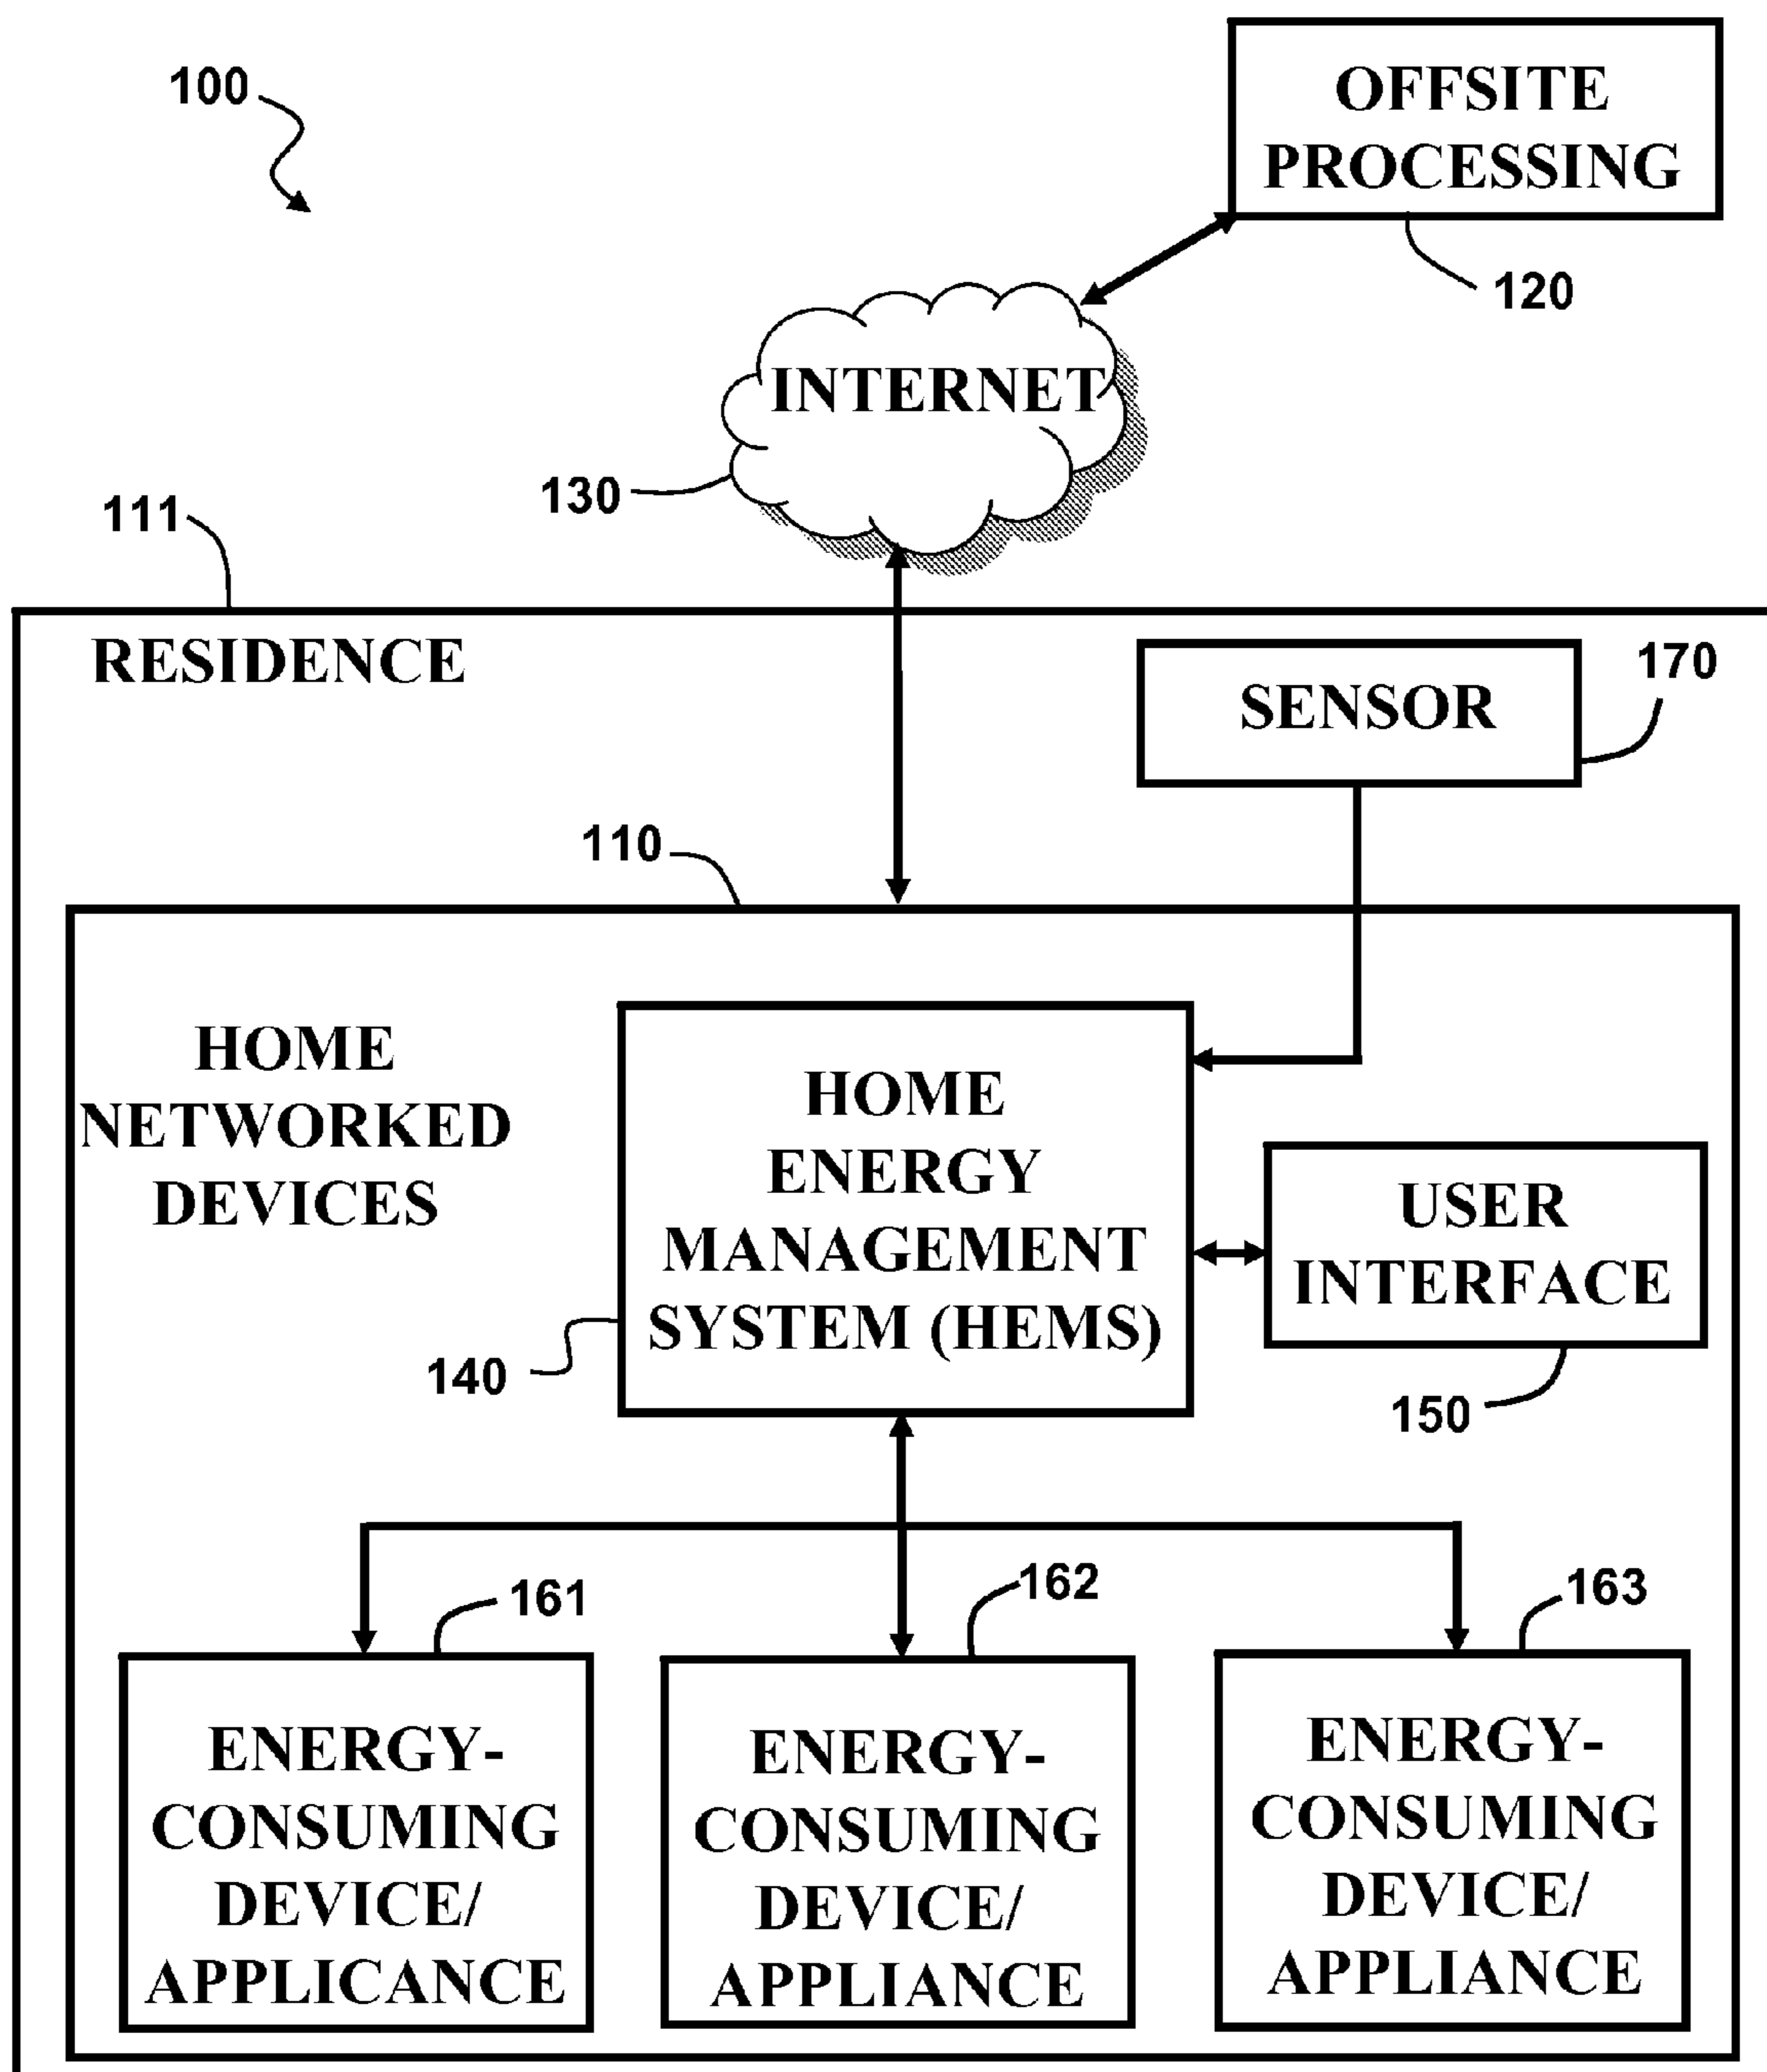 100
OFFSITE
PROCESSING
120
INTERNET
130
111
RESIDENCE
SENSOR
170
110
HOME
NETWORKED
DEVICES
HOME
ENERGY
MANAGEMENT
SYSTEM (HEMS)
140
USER
INTERFACE
150
161
162
163
ENERGY-
CONSUMING
DEVICE/
APPLICANCE
ENERGY-
CONSUMING
DEVICE/
APPLIANCE
ENERGY-
CONSUMING
DEVICE/
APPLIANCE